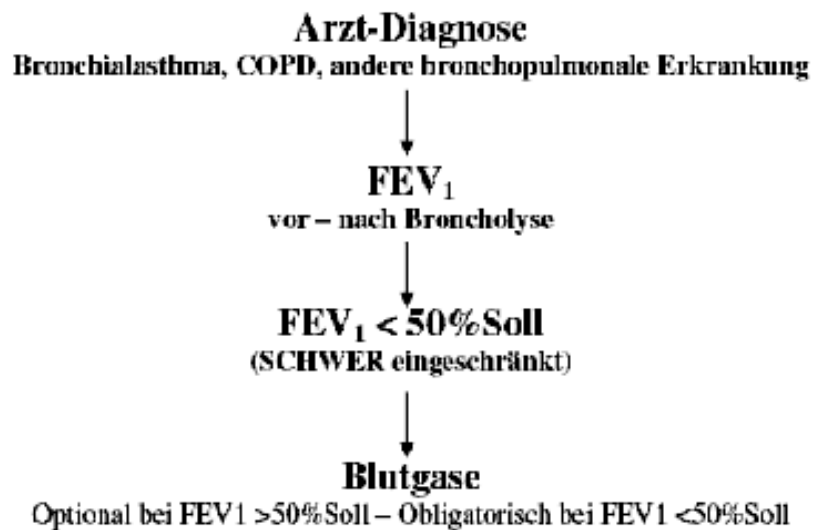 Arzt-Diagnose
Bronchialasthma, COPD, andere bronchopulmonale Erkrankung
FEV₁
vor – nach Broncholyse
FEV₁ < 50%Soll
(SCHWER eingeschränkt)
Blutgase
Optional bei FEV1 >50%Soll – Obligatorisch bei FEV1 <50%Soll